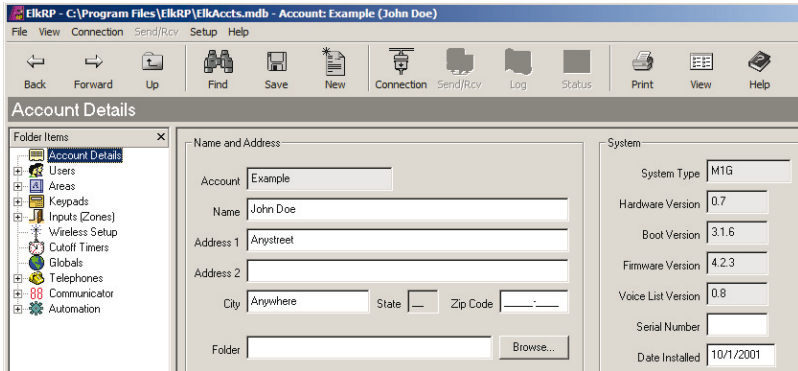 ElkRP - C:\Program Files\ElkRP\ElkAccts.mdb - Account: Example (John Doe)
File View Connection Send/Rcv Setup Help
Back Forward Up Find Save New Connection Send/Rcv Log Status Print View Help
Account Details
Folder Items
Account Details
Users
Areas
Keypads
Inputs (Zones)
Wireless Setup
Cutoff Timers
Globals
Telephones
88 Communicator
Automation
Name and Address
Account Example
Name John Doe
Address 1 Anystreet
Address 2
City Anywhere State __ Zip Code _____-____
Folder Browse...
System
System Type M1G
Hardware Version 0.7
Boot Version 3.1.6
Firmware Version 4.2.3
Voice List Version 0.8
Serial Number
Date Installed 10/1/2001